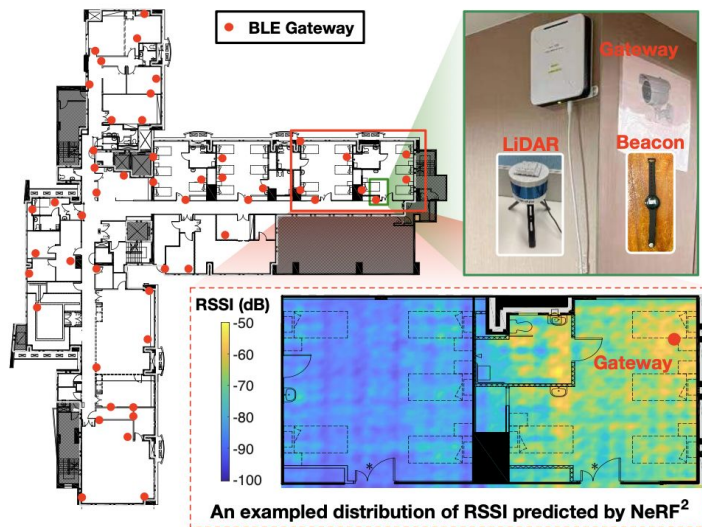 BLE Gateway
Gateway
LiDAR
Beacon
RSSI (dB)
-50
-60
-70
-80
-90
-100
Gateway
*
*
An exampled distribution of RSSI predicted by NeRF²